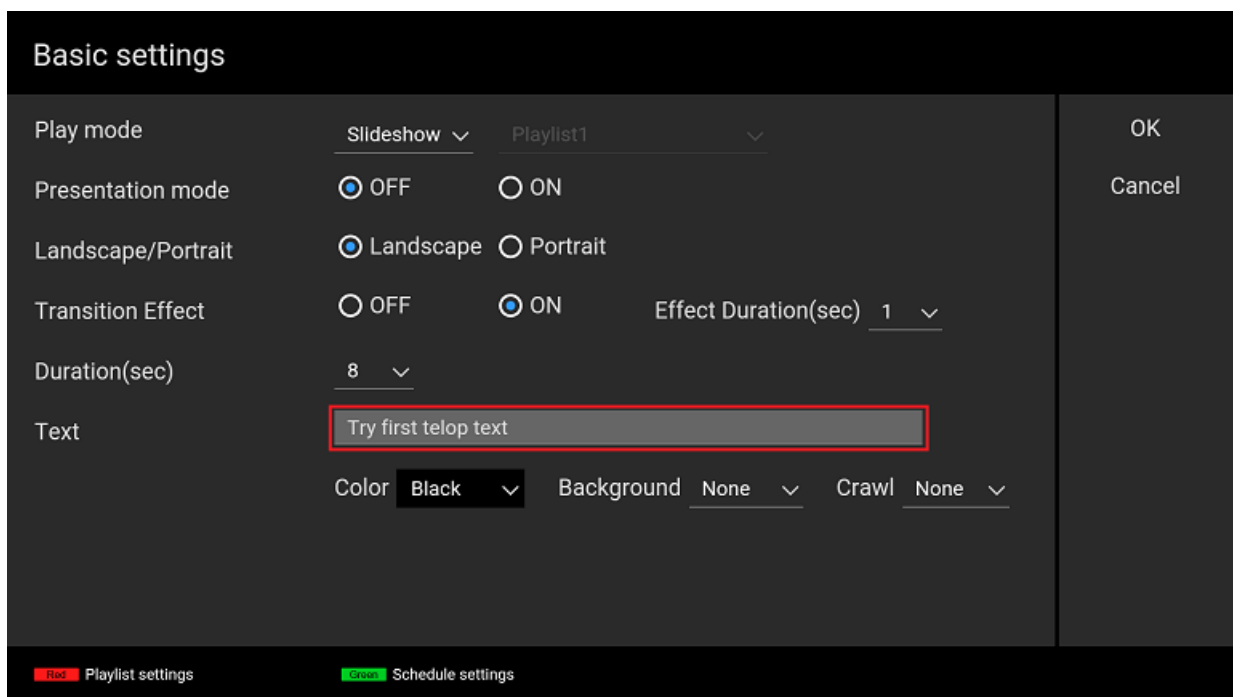 Basic settings
Play mode Slideshow Playlist1 OK
Presentation mode OFF ON Cancel
Landscape/Portrait Landscape Portrait
Transition Effect OFF ON Effect Duration(sec) 1
Duration(sec) 8
Text Try first telop text
Color Black Background None Crawl None
Red Playlist settings Green Schedule settings